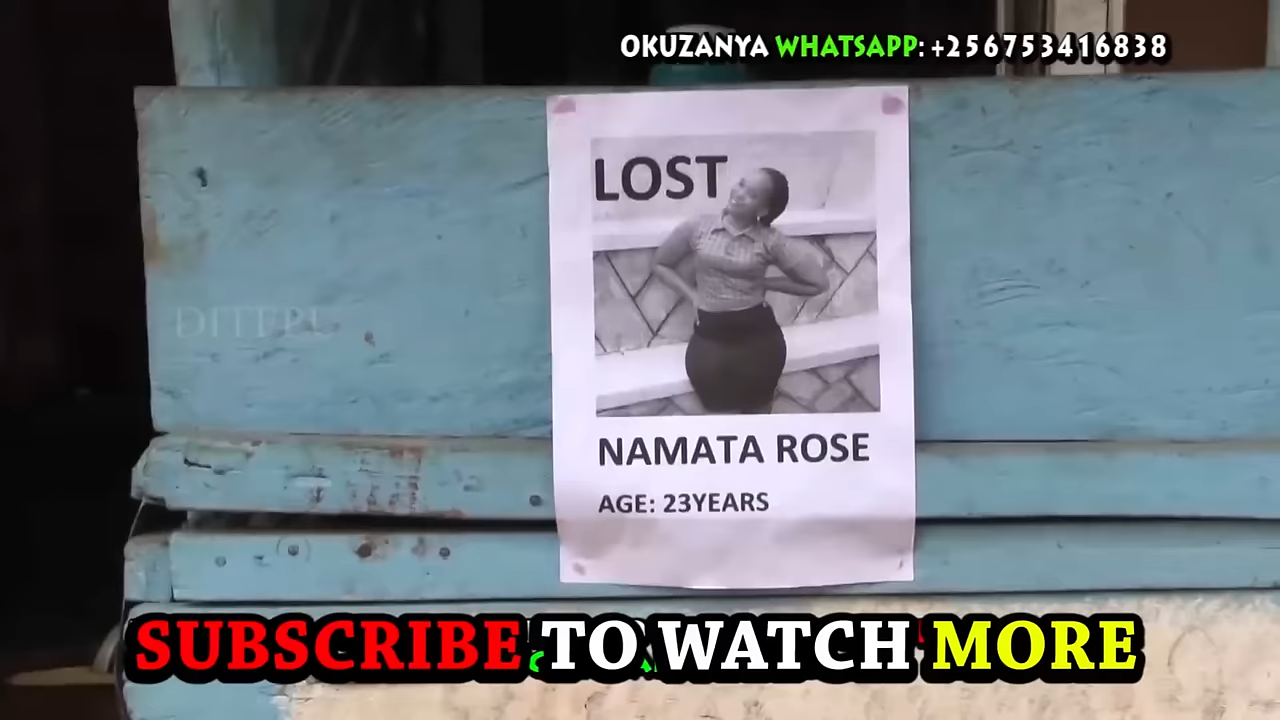 OKUZANYA WHATSAPP: +256753416838
LOST
NAMATA ROSE
AGE: 23YEARS
SUBSCRIBE TO WATCH MORE